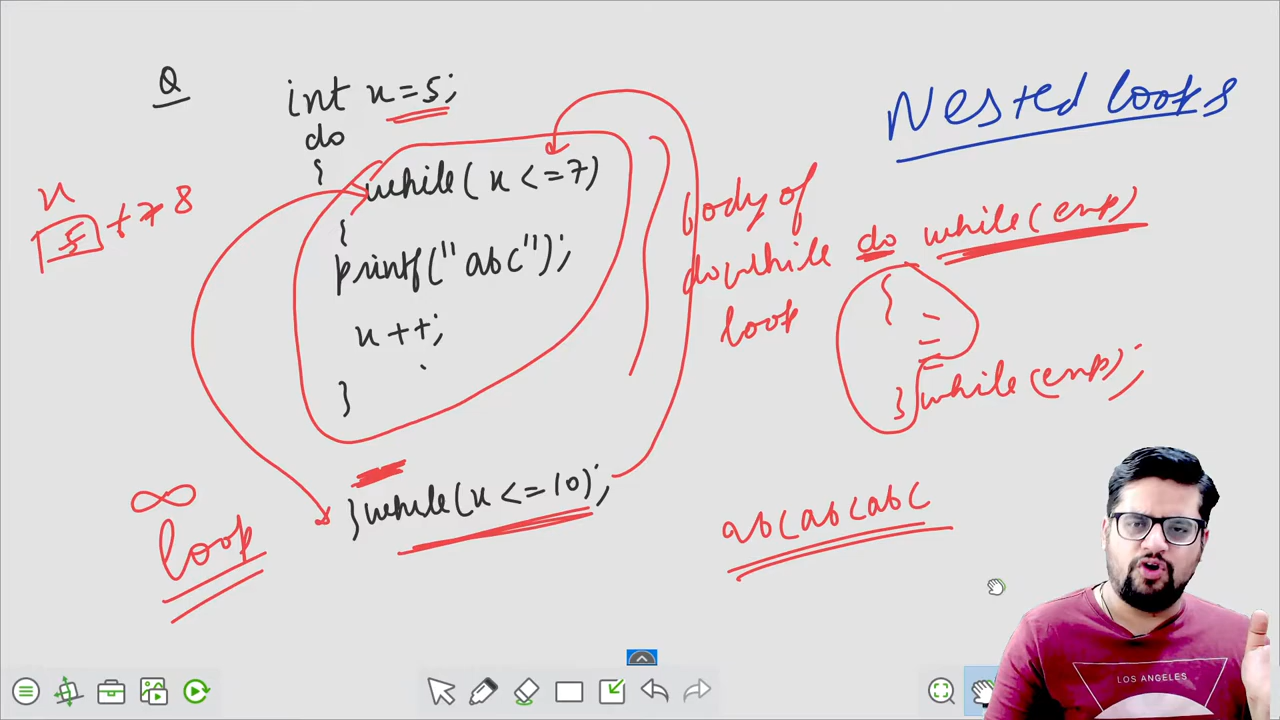 Q
int x=5;
do
{
while( x <=7)
{
printf("abc");
x ++;
}
}while(x <=10);
x
5 6 7 8
∞
loop
Nested loops
body of
do while
loop
do while(exp)
{
}while(exp);
abcabcabc
LOS ANGELES